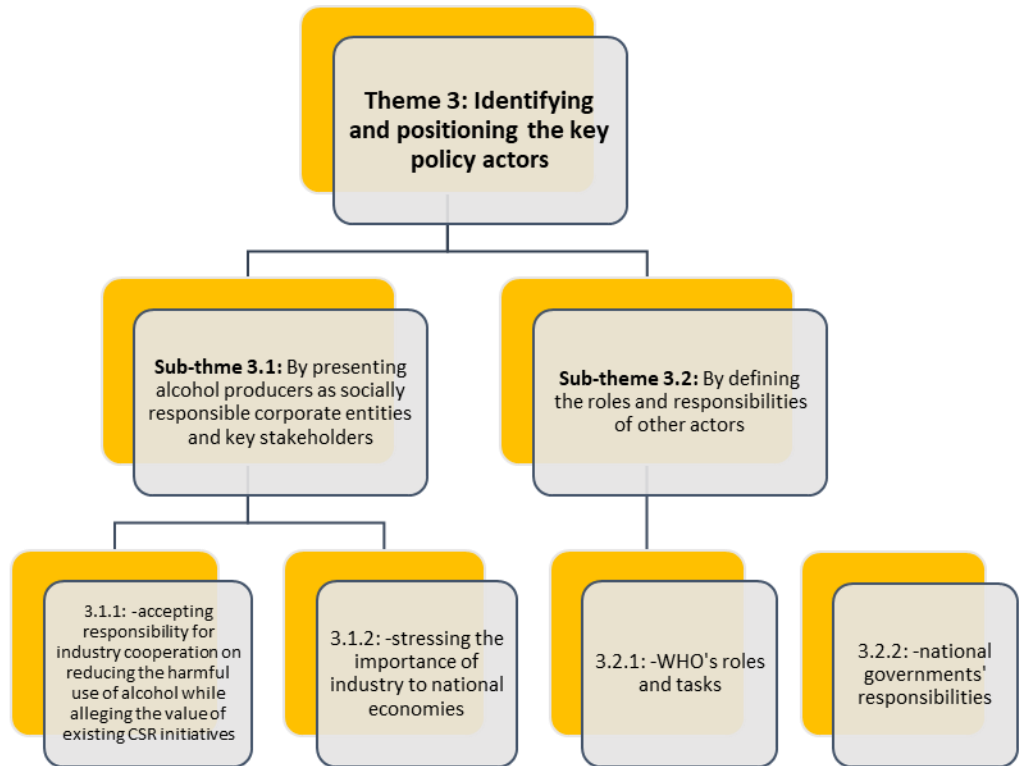 Theme 3: Identifying
and positioning the key
policy actors
Sub-thme 3.1: By presenting
alcohol producers as socially
responsible corporate entities
and key stakeholders
Sub-theme 3.2: By defining
the roles and responsibilities
of other actors
3.1.1: -accepting
responsibility for
industry cooperation on
reducing the harmful
use of alcohol while
alleging the value of
existing CSR initiatives
3.1.2: -stressing the
importance of
industry to national
economies
3.2.1: -WHO's roles
and tasks
3.2.2: -national
governments'
responsibilities